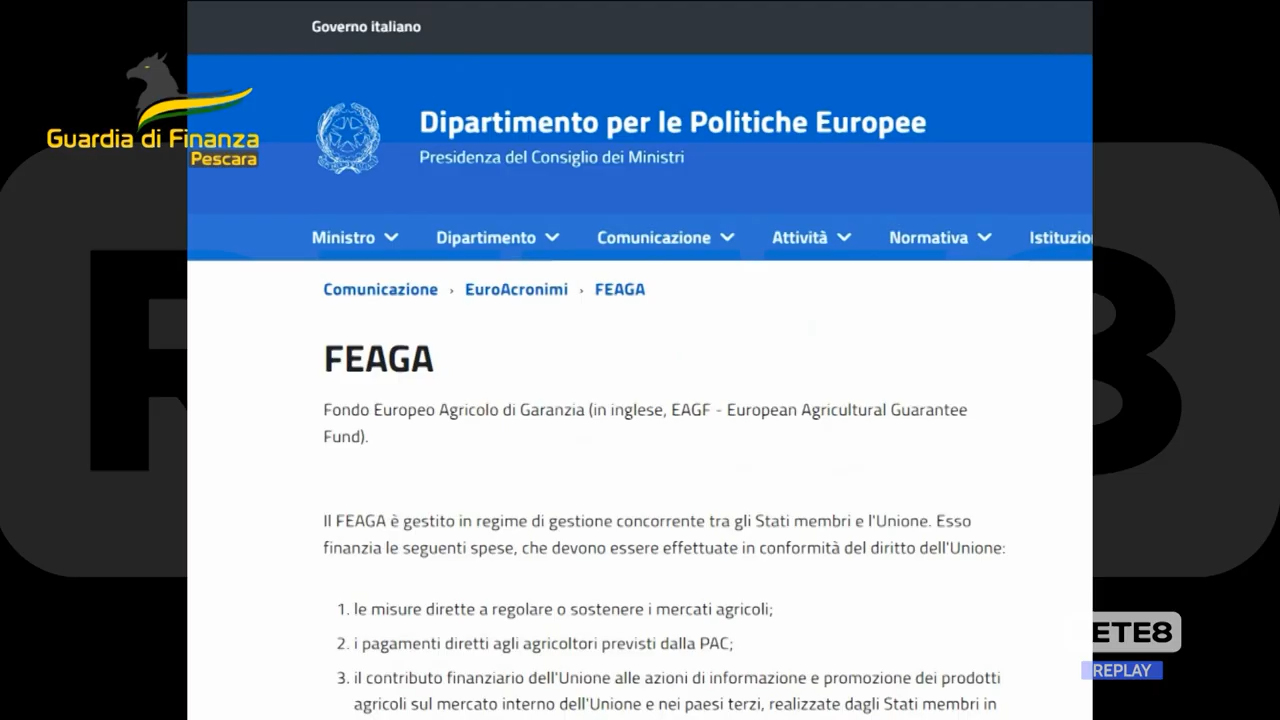 Governo italiano
Guardia di Finanza
Pescara
Dipartimento per le Politiche Europee
Presidenza del Consiglio dei Ministri
Ministro Dipartimento Comunicazione Attività Normativa Istituzio
Comunicazione › EuroAcronimi › FEAGA
FEAGA
Fondo Europeo Agricolo di Garanzia (in inglese, EAGF - European Agricultural Guarantee
Fund).
Il FEAGA è gestito in regime di gestione concorrente tra gli Stati membri e l'Unione. Esso
finanzia le seguenti spese, che devono essere effettuate in conformità del diritto dell'Unione:
1. le misure dirette a regolare o sostenere i mercati agricoli;
2. i pagamenti diretti agli agricoltori previsti dalla PAC;
3. il contributo finanziario dell'Unione alle azioni di informazione e promozione dei prodotti
agricoli sul mercato interno dell'Unione e nei paesi terzi, realizzate dagli Stati membri in
ETE8
REPLAY